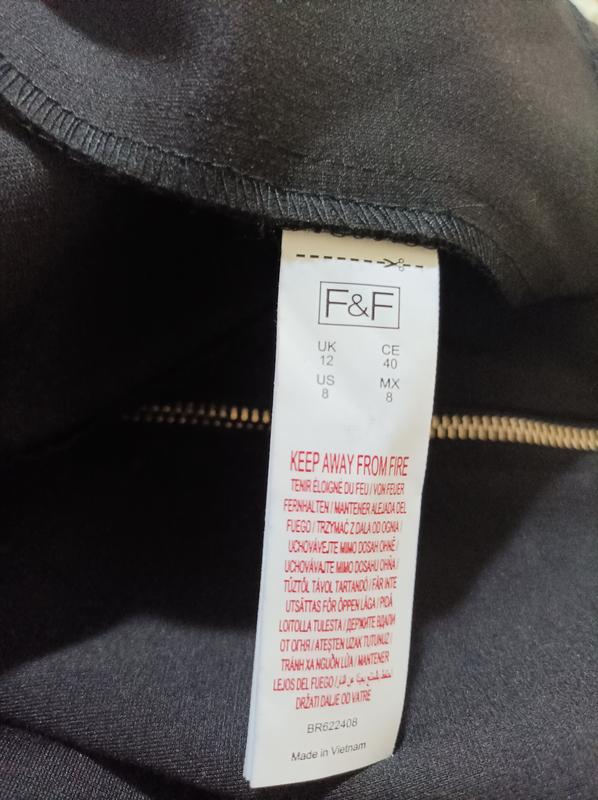 F&F
UK CE
12 40
US MX
8 8
KEEP AWAY FROM FIRE
TENIR ÉLOIGNÉ DU FEU / VON FEUER
FERNHALTEN / MANTENER ALEJADA DEL
FUEGO / TRZYMAĆ Z DALA OD OGNIA /
UCHOVÁVEJTE MIMO DOSAH OHNĚ /
UCHOVÁVAJTE MIMO DOSAHU OHŇA /
TŰZTŐL TÁVOL TARTANDÓ / FÅR INTE
UTSÄTTAS FÖR ÖPPEN LÅGA / PIDÄ
LOITOLLA TULESTA / ДЕРЖИТЕ ВДАЛИ
ОТ ОГНЯ / ATEŞTEN UZAK TUTUNUZ /
TRÁNH XA NGUỒN LỬA / MANTENER
LEJOS DEL FUEGO /
DRŽATI DALJE OD VATRE
BR622408
Made in Vietnam